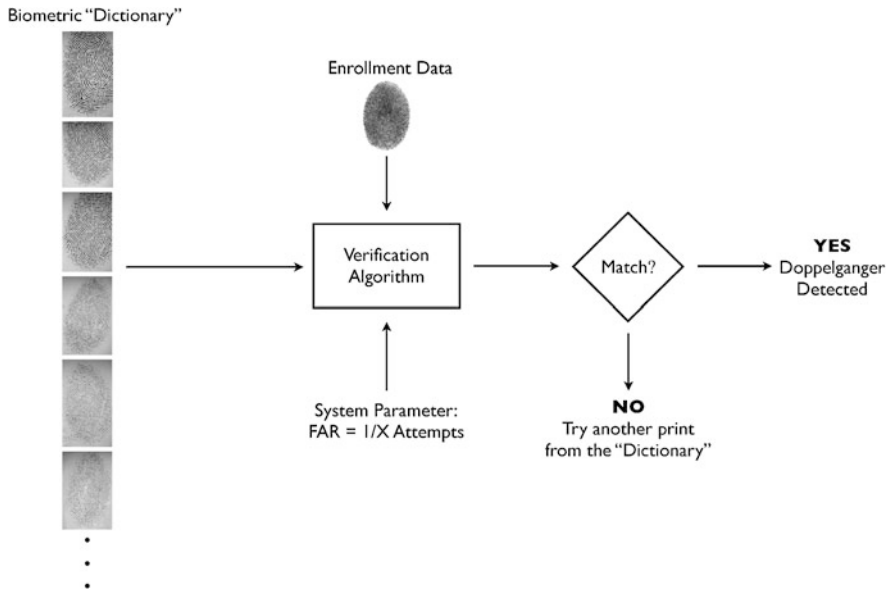 Biometric “Dictionary”
Enrollment Data
Verification
Algorithm
Match?
YES
Doppelganger
Detected
System Parameter:
FAR = 1/X Attempts
NO
Try another print
from the “Dictionary”